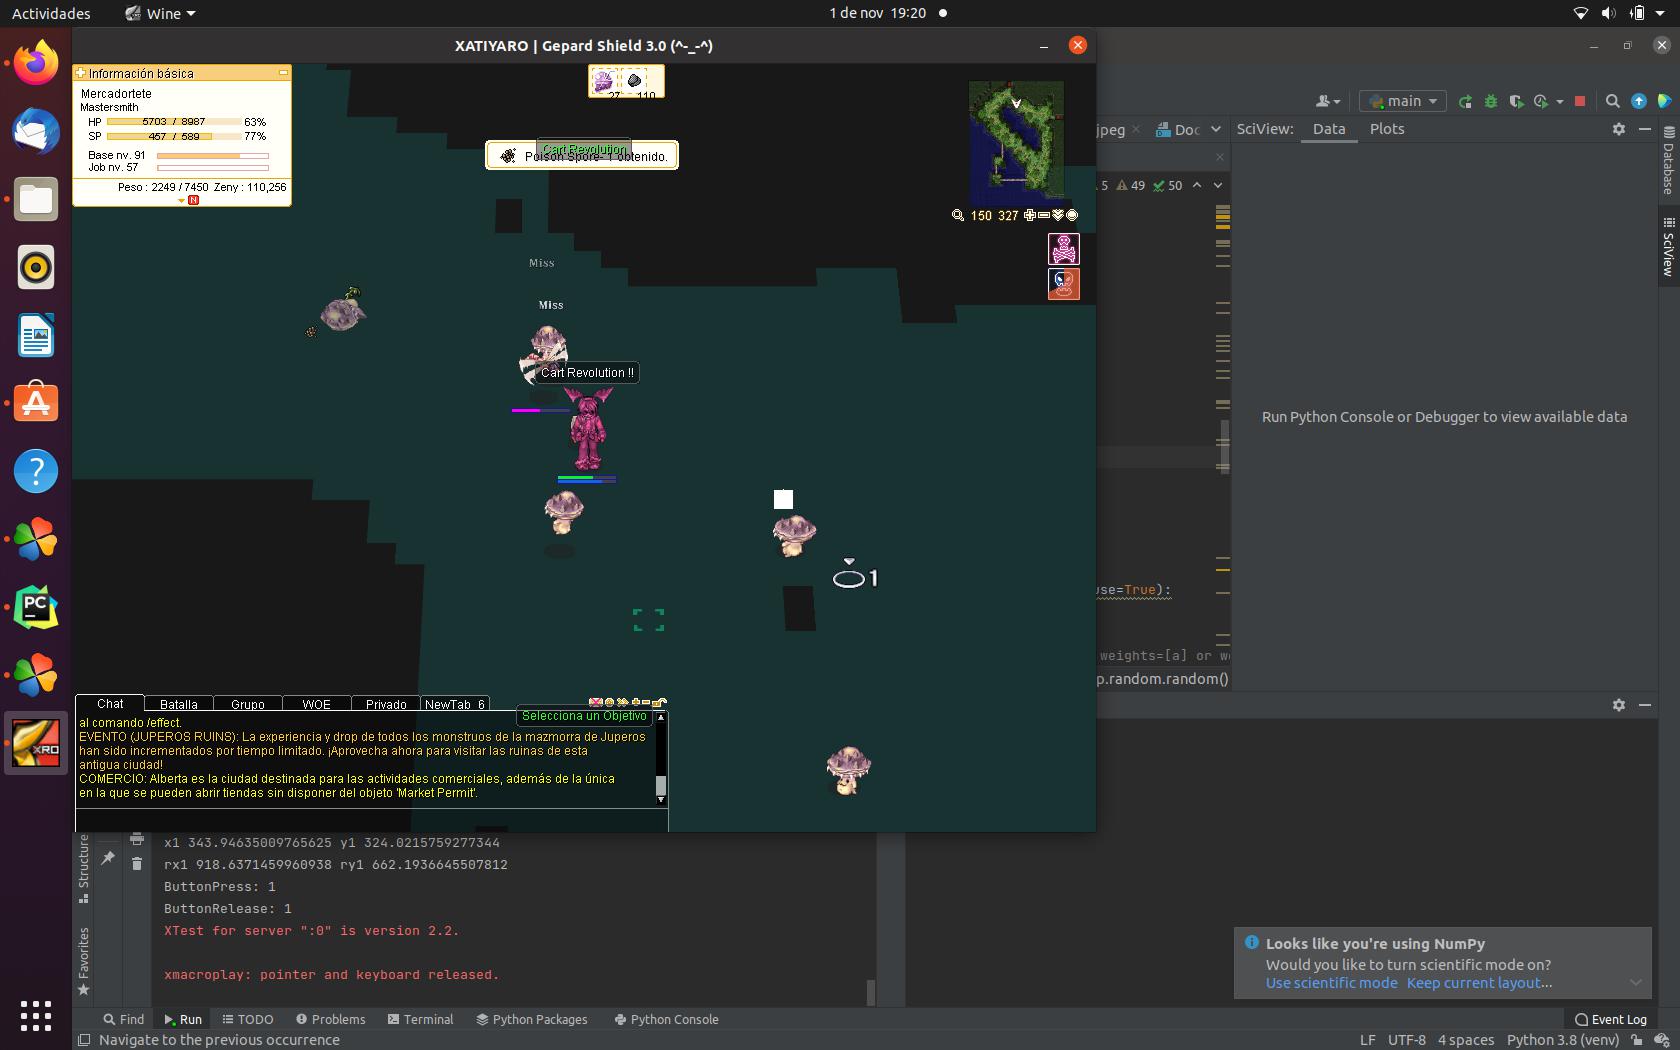 Actividades
Wine
1 de nov 19:20
XATIYARO | Gepard Shield 3.0 (^-_-^)
Información básica
Mercadortete
Mastersmith
HP 5703 / 8987 63%
SP 457 / 589 77%
Base nv. 91
Job nv. 57
Peso : 2249 / 7450 Zeny : 110,256
N
27 110
Cart Revolution
Poison Spore- 1 obtenido.
150 327
Miss
Miss
Cart Revolution !!
1
Chat Batalla Grupo WOE Privado NewTab_6
Selecciona un Objetivo
al comando /effect.
EVENTO (JUPEROS RUINS): La experiencia y drop de todos los monstruos de la mazmorra de Juperos
han sido incrementados por tiempo limitado. ¡Aprovecha ahora para visitar las ruinas de esta
antigua ciudad!
COMERCIO: Alberta es la ciudad destinada para las actividades comerciales, además de la única
en la que se pueden abrir tiendas sin disponer del objeto 'Market Permit'.
main
jpeg
Doc
SciView: Data Plots
5 49 50
Database
SciView
Run Python Console or Debugger to view available data
use=True):
weights=[a] or we
p.random.random()
x1 343.94635009765625 y1 324.0215759277344
rx1 918.6371459960938 ry1 662.1936645507812
ButtonPress: 1
ButtonRelease: 1
XTest for server ":0" is version 2.2.
xmacroplay: pointer and keyboard released.
Structure
Favorites
Looks like you're using NumPy
Would you like to turn scientific mode on?
Use scientific mode Keep current layout...
Find Run TODO Problems Terminal Python Packages Python Console
Event Log
Navigate to the previous occurrence
LF UTF-8 4 spaces Python 3.8 (venv)
PC
XRO